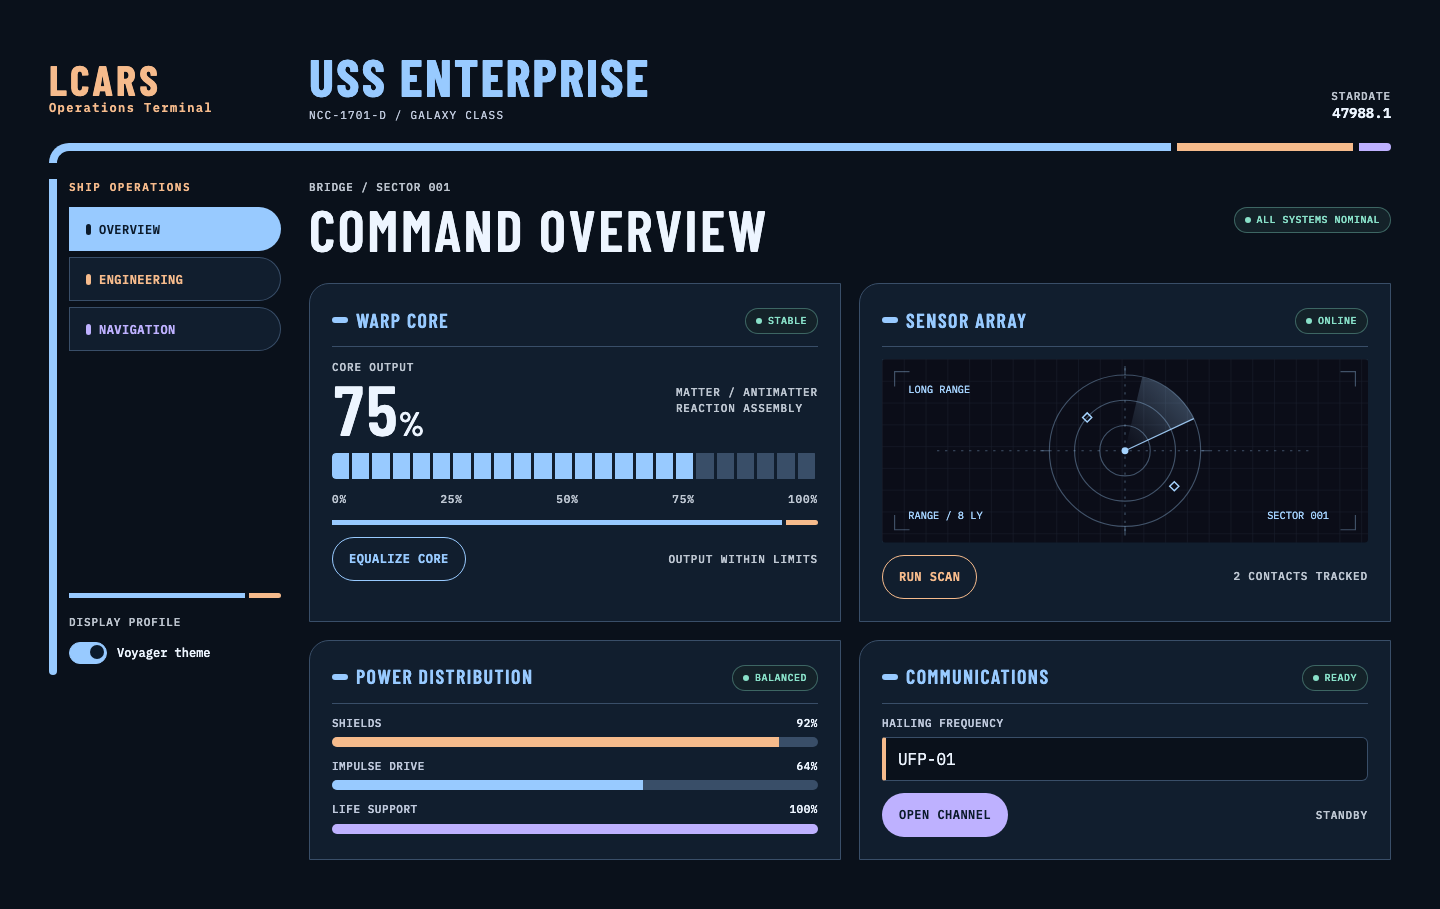 LCARS
Operations Terminal
USS ENTERPRISE
NCC-1701-D / GALAXY CLASS
STARDATE
47988.1
SHIP OPERATIONS
OVERVIEW
ENGINEERING
NAVIGATION
DISPLAY PROFILE
Voyager theme
BRIDGE / SECTOR 001
COMMAND OVERVIEW
ALL SYSTEMS NOMINAL
WARP CORE
STABLE
CORE OUTPUT
75%
MATTER / ANTIMATTER
REACTION ASSEMBLY
0% 25% 50% 75% 100%
EQUALIZE CORE
OUTPUT WITHIN LIMITS
SENSOR ARRAY
ONLINE
LONG RANGE
RANGE / 8 LY
SECTOR 001
RUN SCAN
2 CONTACTS TRACKED
POWER DISTRIBUTION
BALANCED
SHIELDS 92%
IMPULSE DRIVE 64%
LIFE SUPPORT 100%
COMMUNICATIONS
READY
HAILING FREQUENCY
UFP-01
OPEN CHANNEL
STANDBY